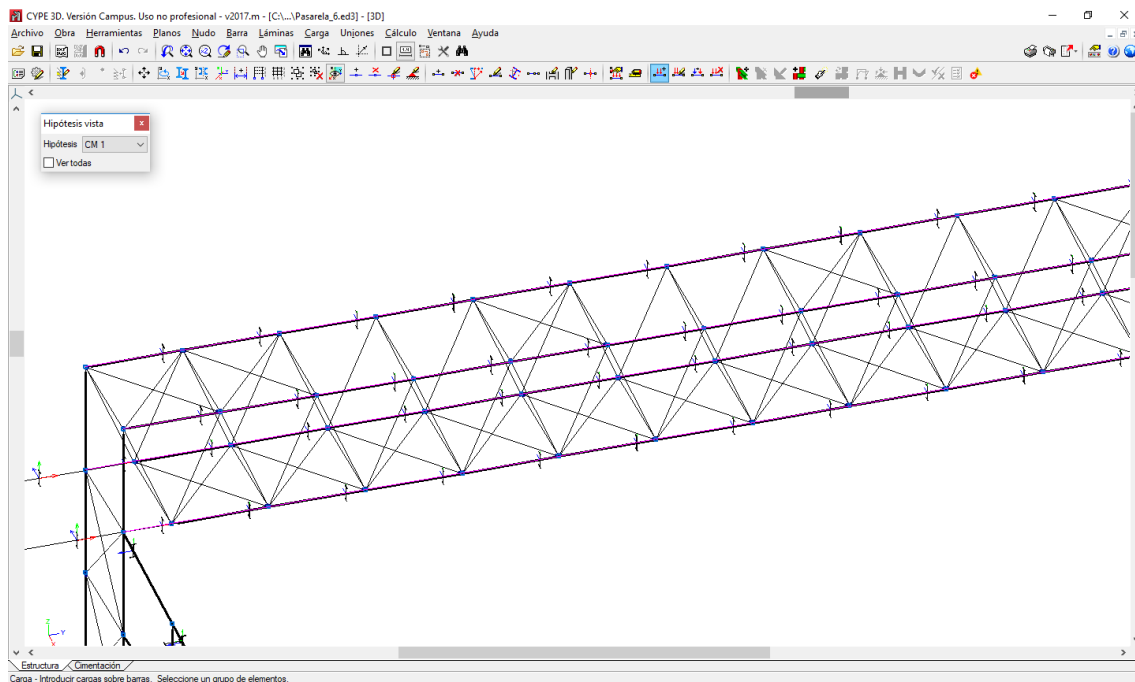 CYPE 3D. Versión Campus. Uso no profesional - v2017.m - [C:\...\Pasarela_6.ed3] - [3D]
Archivo Obra Herramientas Planos Nudo Barra Láminas Carga Uniones Cálculo Ventana Ayuda
Hipótesis vista
Hipótesis CM 1
Ver todas
Z
Y
X
Estructura Cimentación
Carga - Introducir cargas sobre barras. Seleccione un grupo de elementos.